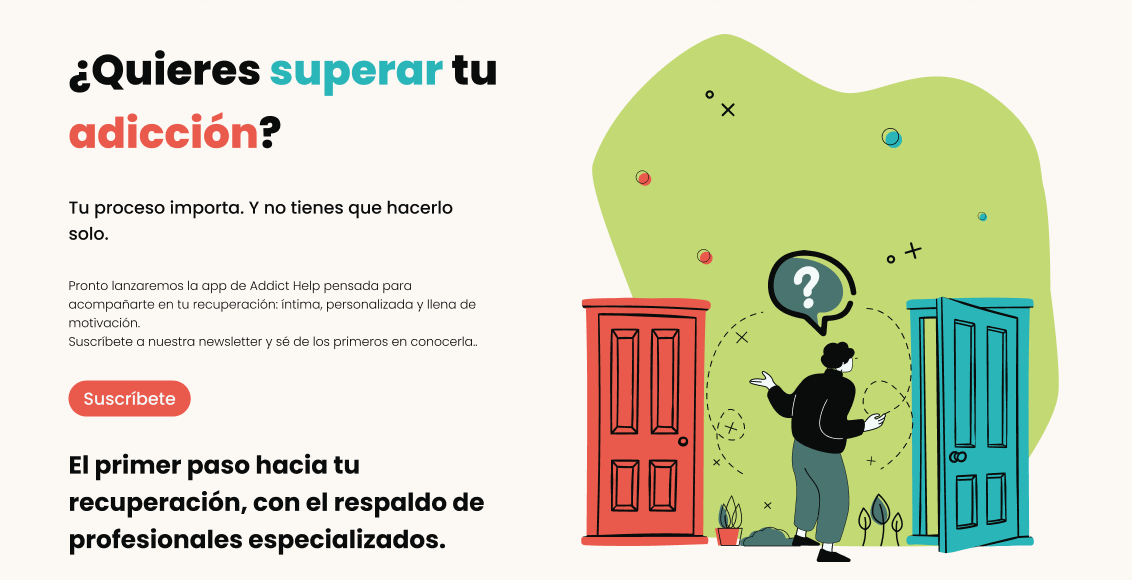 ¿Quieres superar tu
adicción?
Tu proceso importa. Y no tienes que hacerlo
solo.
Pronto lanzaremos la app de Addict Help pensada para
acompañarte en tu recuperación: íntima, personalizada y llena de
motivación.
Suscríbete a nuestra newsletter y sé de los primeros en conocerla..
Suscríbete
El primer paso hacia tu
recuperación, con el respaldo de
profesionales especializados.
?